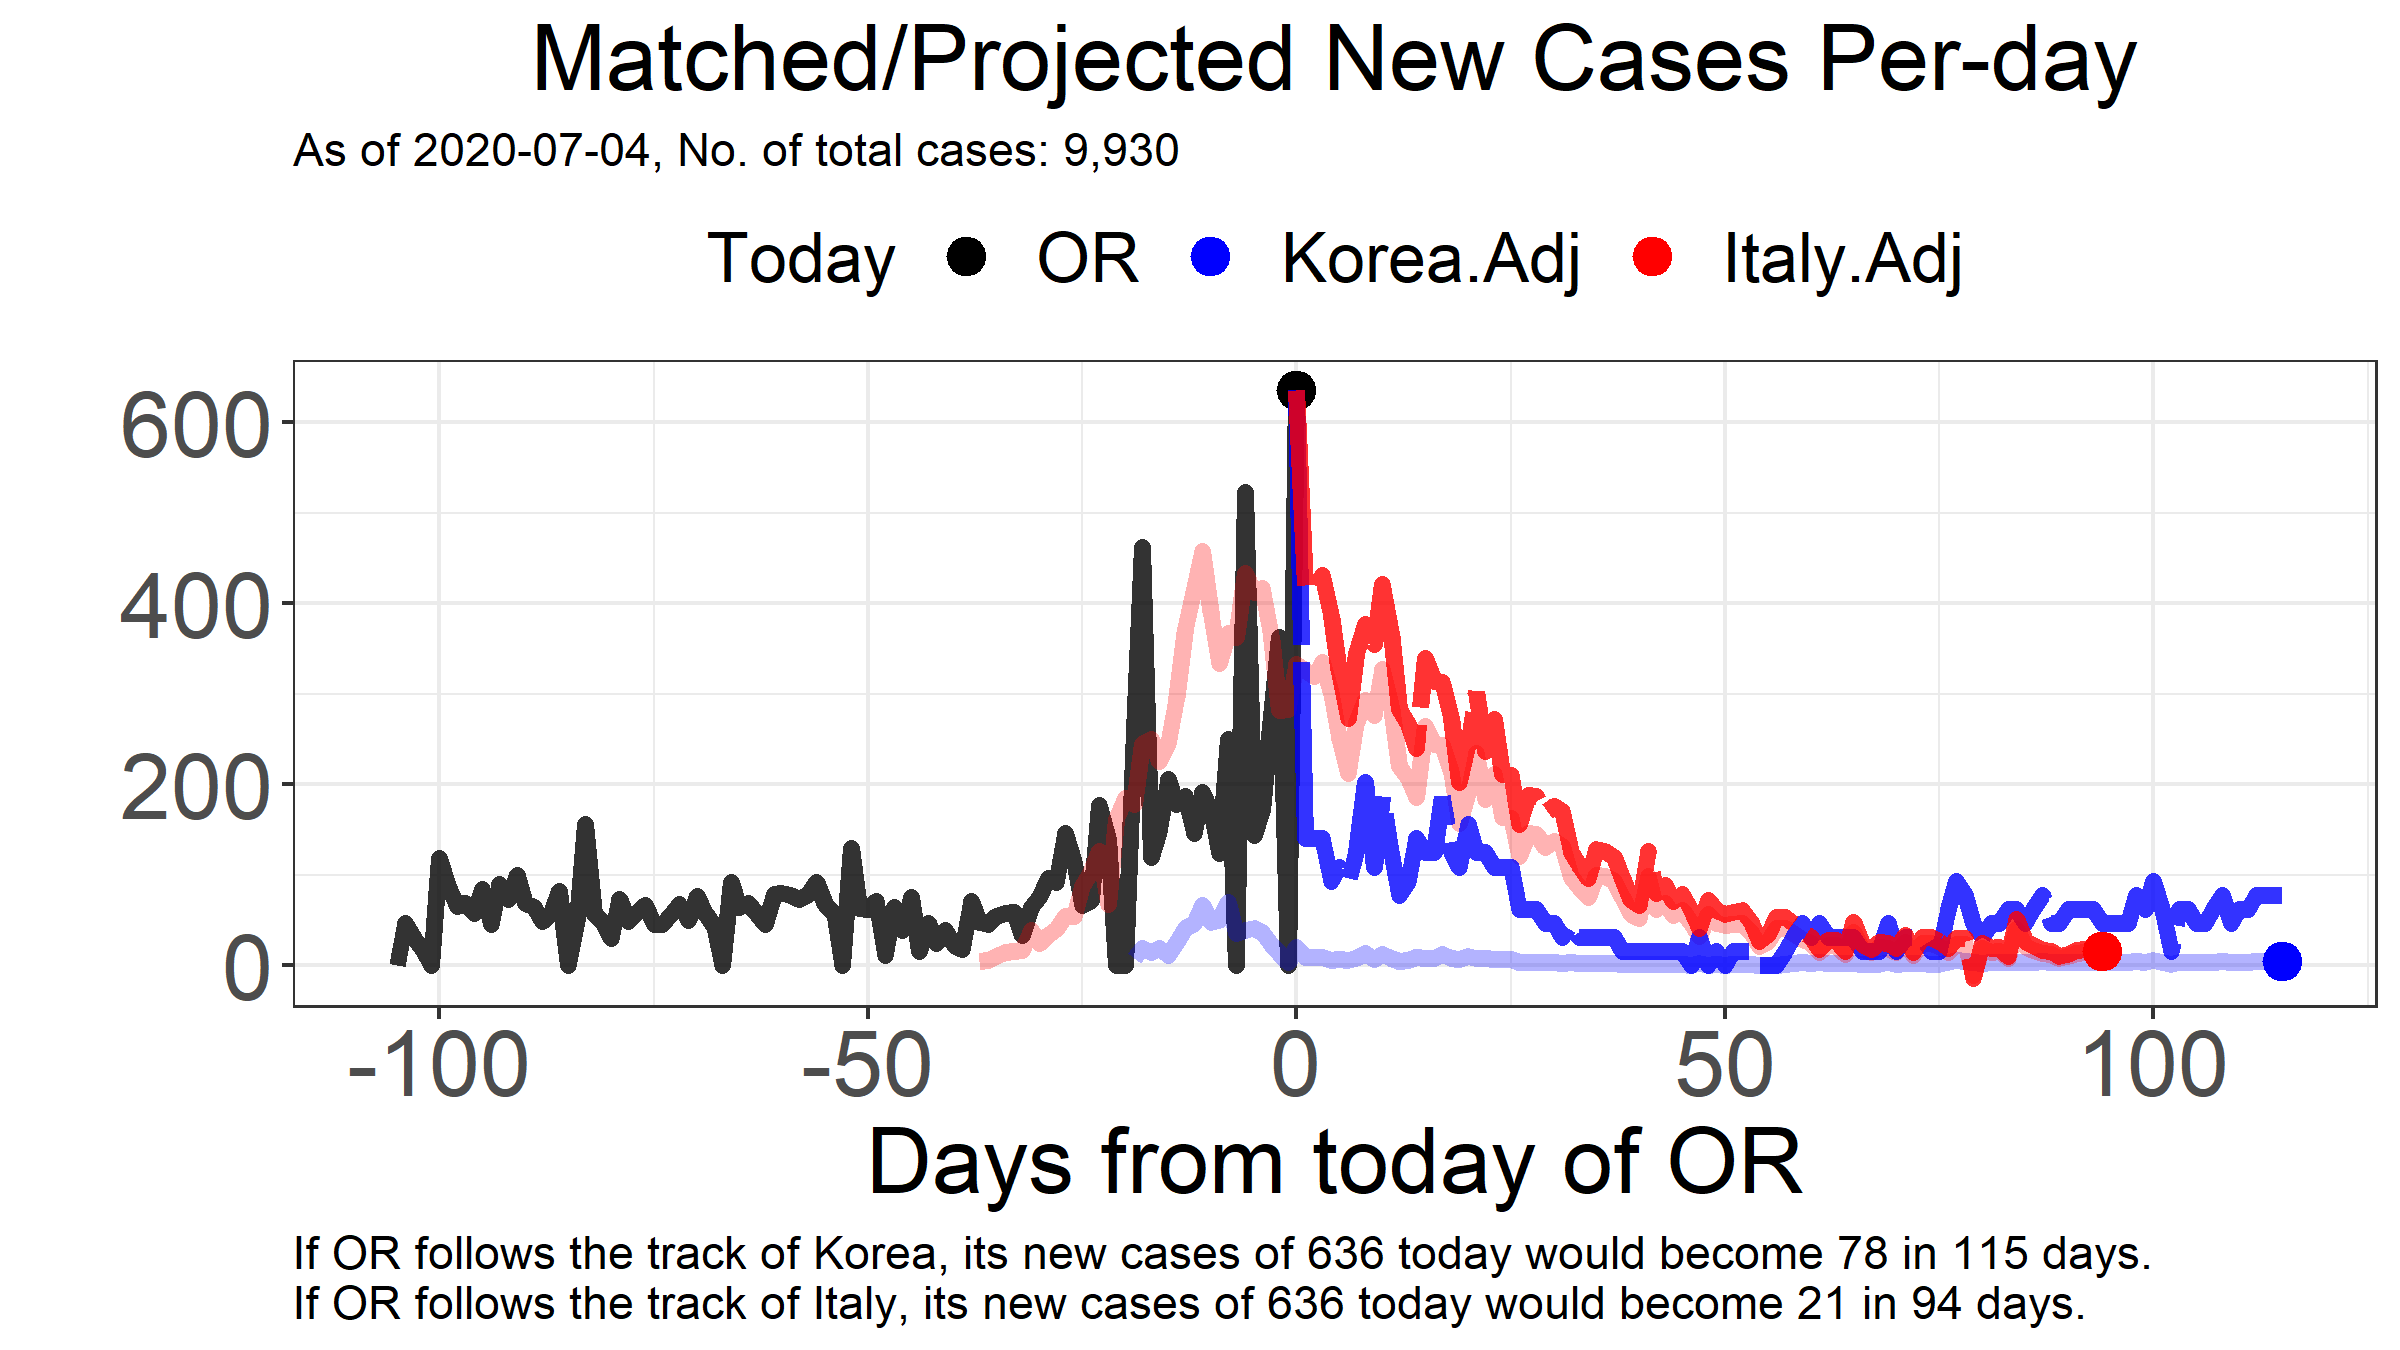 Matched/Projected New Cases Per-day
As of 2020-07-04, No. of total cases: 9,930
Today OR Korea.Adj Italy.Adj
600
400
200
0
-100 -50 0 50 100
Days from today of OR
If OR follows the track of Korea, its new cases of 636 today would become 78 in 115 days.
If OR follows the track of Italy, its new cases of 636 today would become 21 in 94 days.